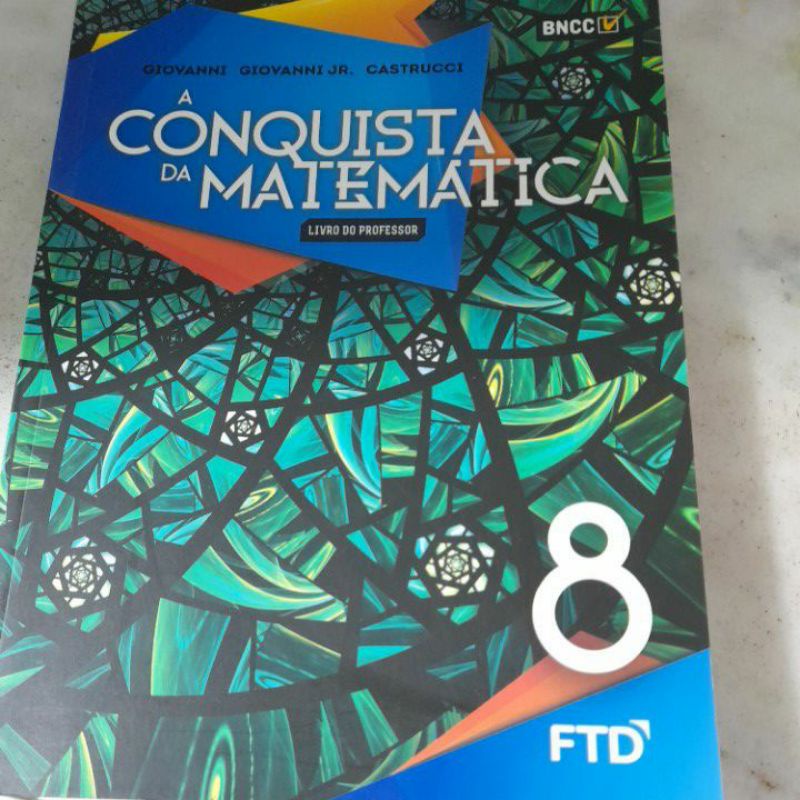 BNCC
GIOVANNI GIOVANNI JR. CASTRUCCI
A
CONQUISTA
DA MATEMÁTICA
LIVRO DO PROFESSOR
8
FTD